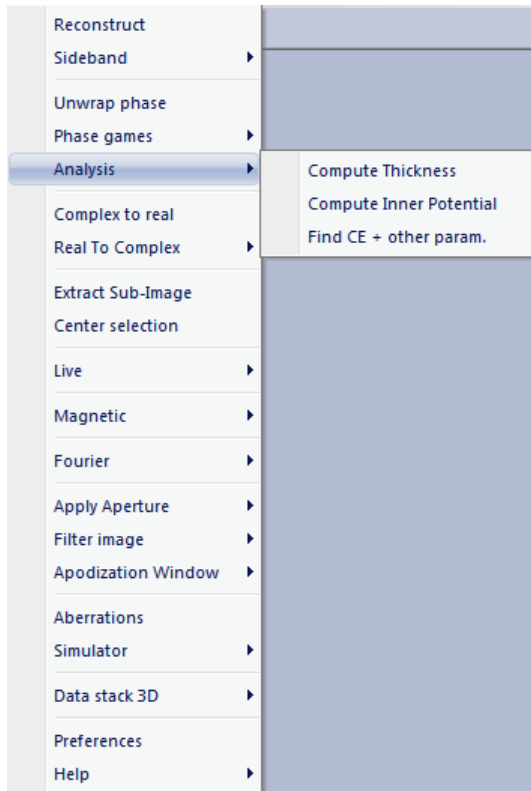 Reconstruct
Sideband
Unwrap phase
Phase games
Analysis
Compute Thickness
Compute Inner Potential
Find CE + other param.
Complex to real
Real To Complex
Extract Sub-Image
Center selection
Live
Magnetic
Fourier
Apply Aperture
Filter image
Apodization Window
Aberrations
Simulator
Data stack 3D
Preferences
Help